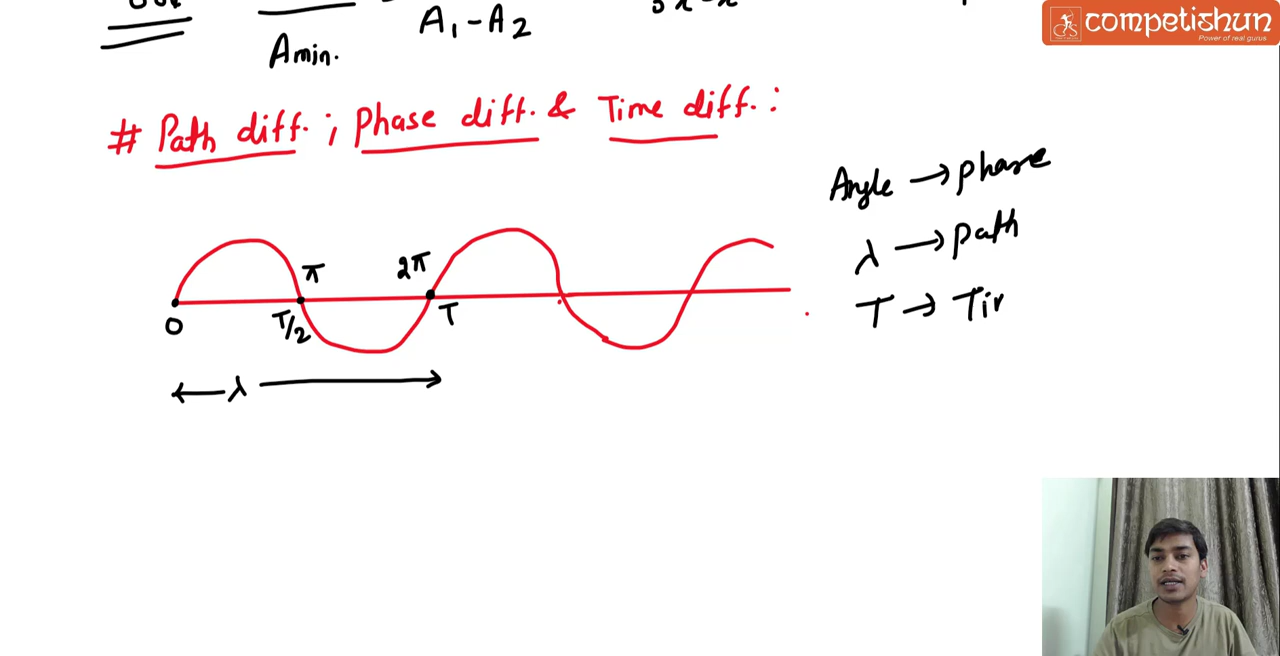 A₁-A₂
Amin.
competishun
Power of real gurus
# Path diff. ; Phase diff. & Time diff. :
Angle → Phase
λ → Path
T → Tim
π
2π
0
T/2
T
λ